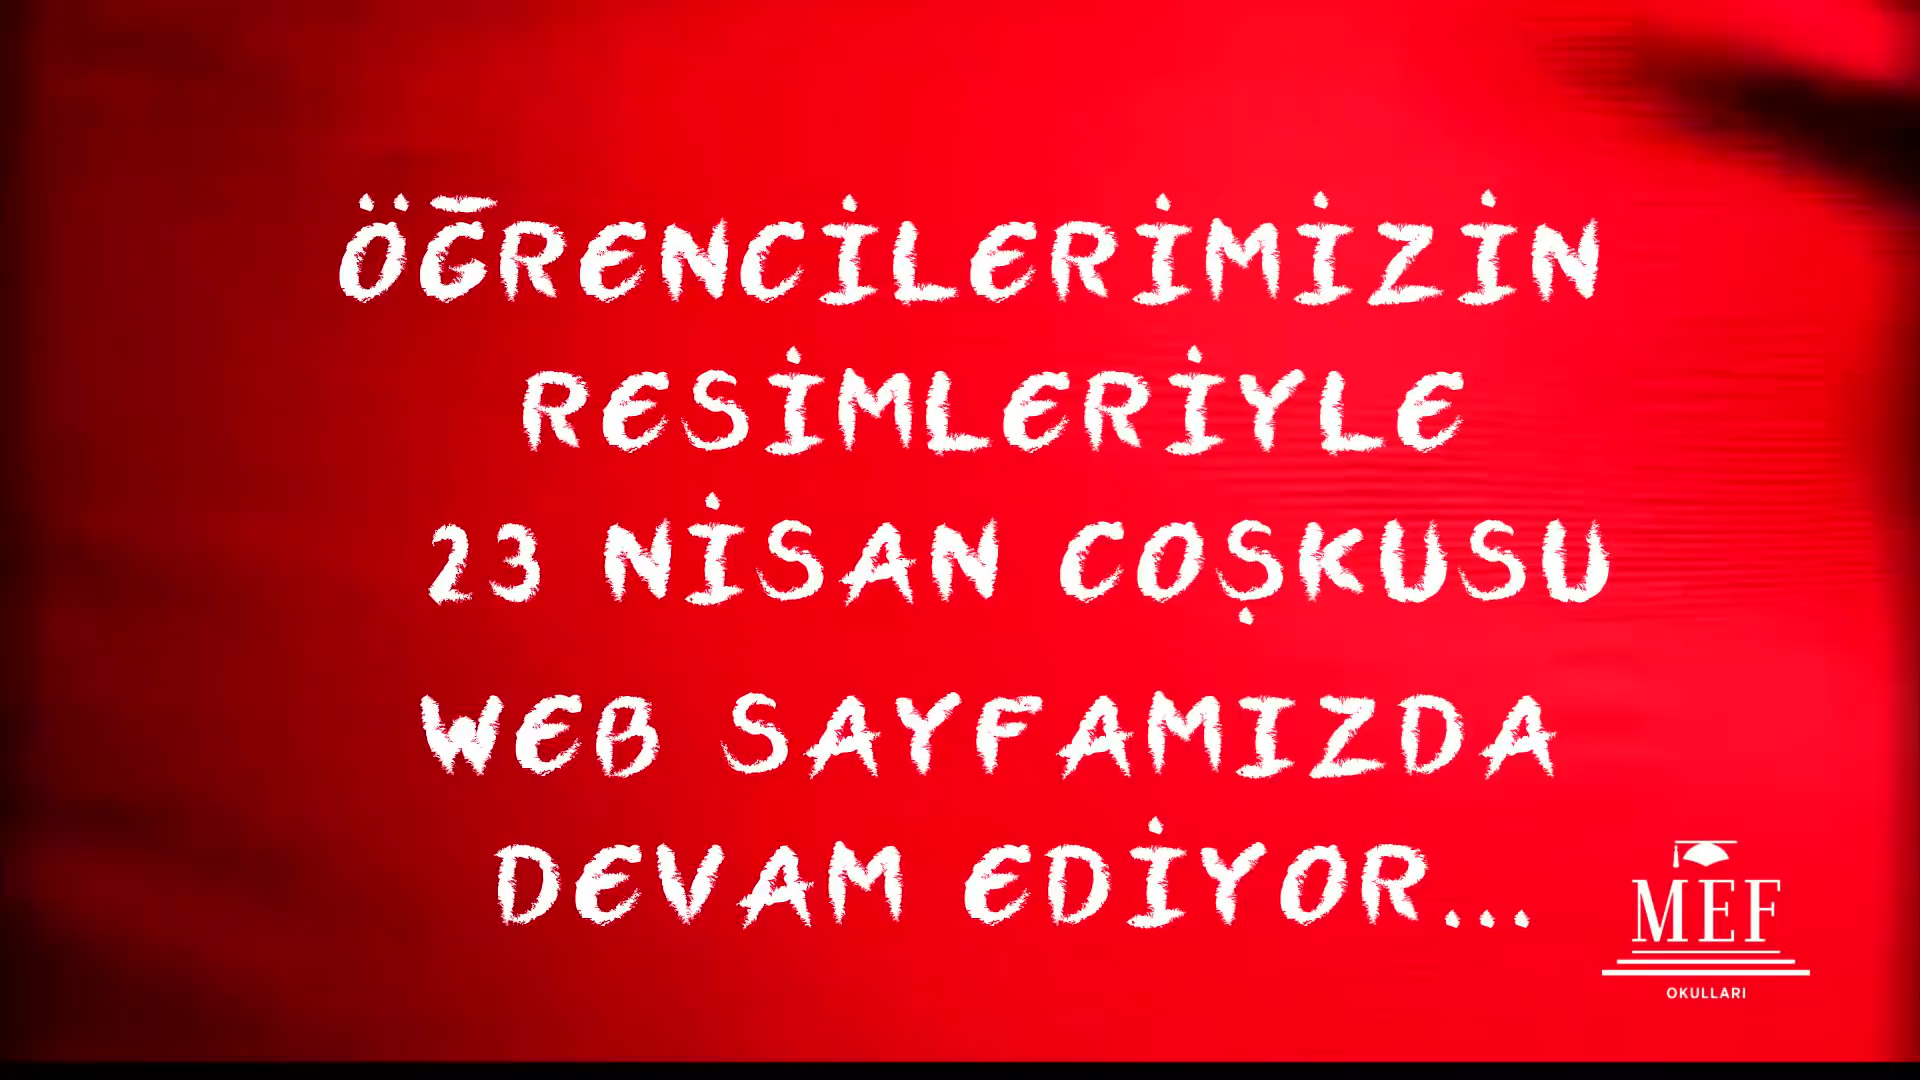 ÖĞRENCİLERİMİZİN
RESİMLERİYLE
23 NİSAN COŞKUSU
WEB SAYFAMIZDA
DEVAM EDİYOR...
MEF
OKULLARI